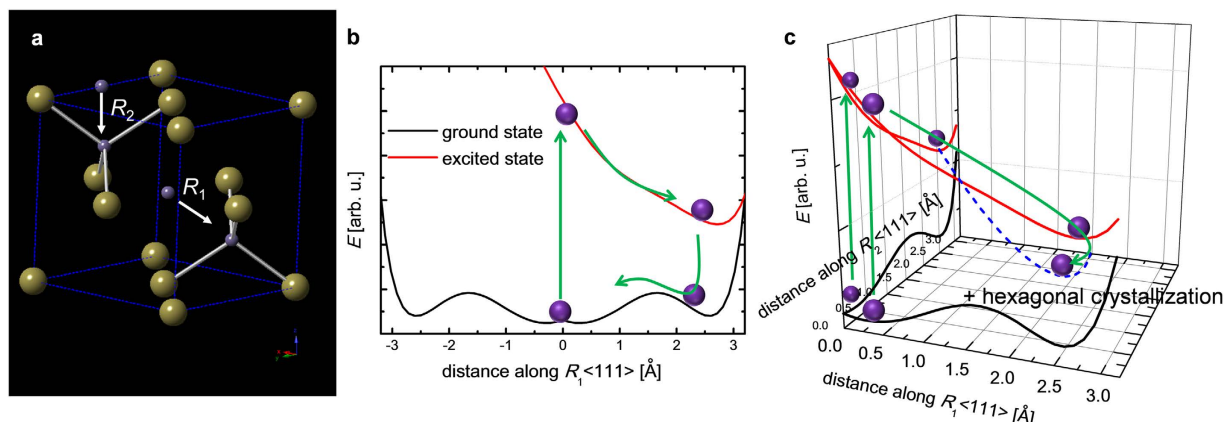 a
R2
R1
b
ground state
excited state
E [arb. u.]
-3 -2 -1 0 1 2 3
distance along R1<111> [Å]
c
E [arb. u.]
distance along R2<111> [Å]
0.0 0.5 1.0 1.5 2.0 2.5 3.0
+ hexagonal crystallization
0.0 0.5 1.0 1.5 2.0 2.5 3.0
distance along R1<111> [Å]